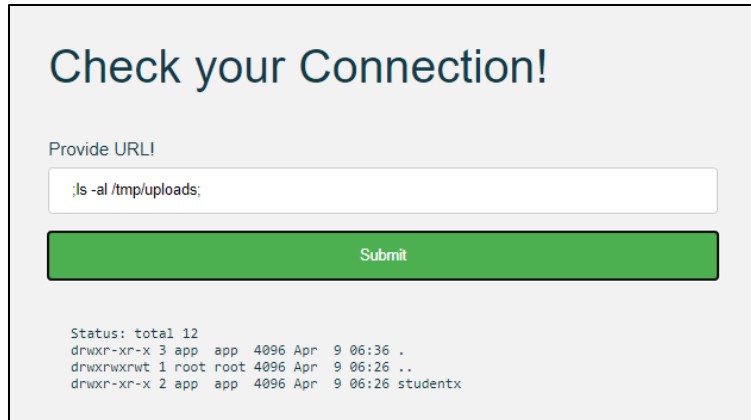 Check your Connection!
Provide URL!
;ls -al /tmp/uploads;
Submit
Status: total 12
drwxr-xr-x 3 app  app  4096 Apr  9 06:36 .
drwxrwxrwt 1 root root 4096 Apr  9 06:26 ..
drwxr-xr-x 2 app  app  4096 Apr  9 06:26 studentx